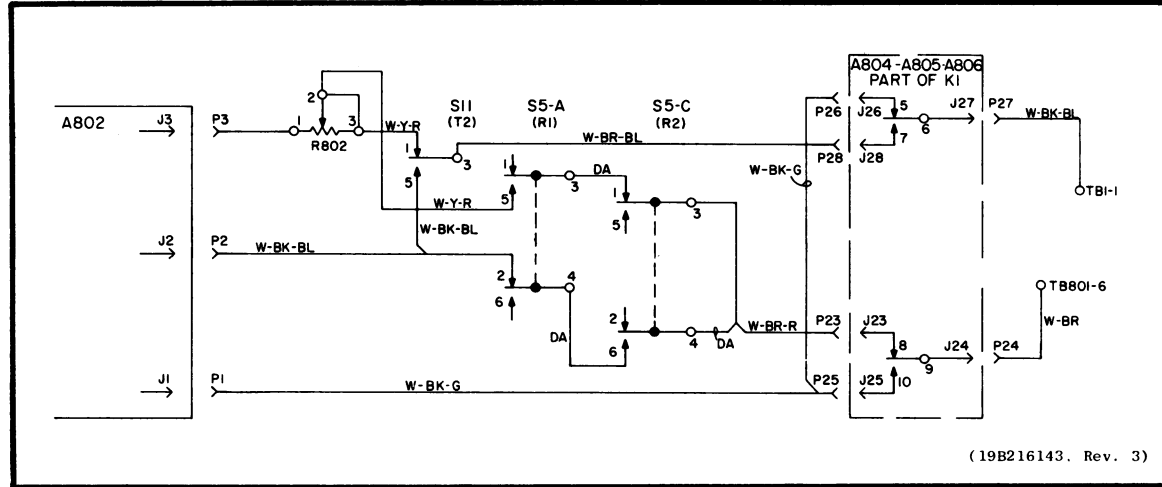 A804-A805-A806
PART OF K1
A802
J3
P3
1
2
3
R802
W-Y-R
S11
(T2)
S5-A
(R1)
S5-C
(R2)
W-BR-BL
P26
J26
5
J27
P27
6
7
W-BK-BL
P28
J28
1
3
5
1
3
DA
5
1
3
5
W-BK-G
TB1-1
W-Y-R
W-BK-BL
J2
P2
W-BK-BL
2
4
6
DA
2
4
6
DA
W-BR-R
P23
J23
8
J24
P24
9
10
TB801-6
W-BR
J1
P1
W-BK-G
P25
J25
(19B216143. Rev. 3)